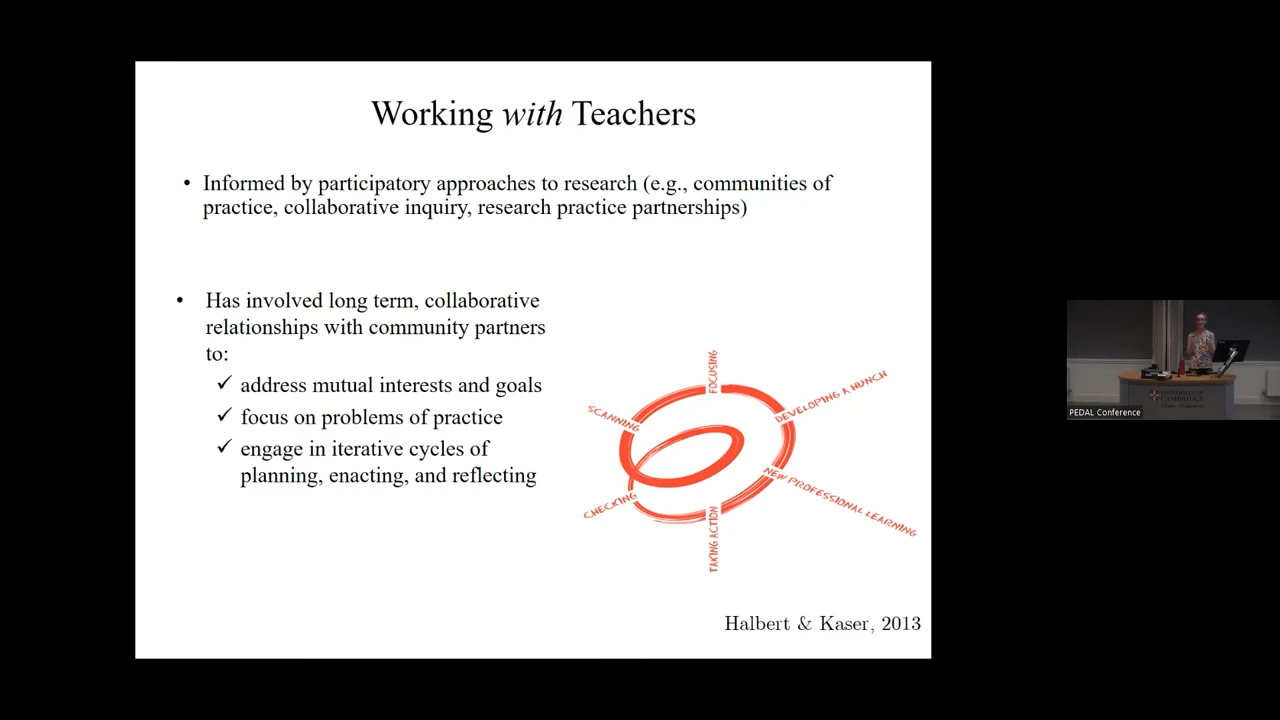 Working with Teachers
• Informed by participatory approaches to research (e.g., communities of
practice, collaborative inquiry, research practice partnerships)
• Has involved long term, collaborative
relationships with community partners
to:
✓ address mutual interests and goals
✓ focus on problems of practice
✓ engage in iterative cycles of
planning, enacting, and reflecting
FOCUSING
DEVELOPING A HUNCH
SCANNING
NEW PROFESSIONAL LEARNING
CHECKING
TAKING ACTION
Halbert & Kaser, 2013
UNIVERSITY OF
CAMBRIDGE
PEDAL Conference